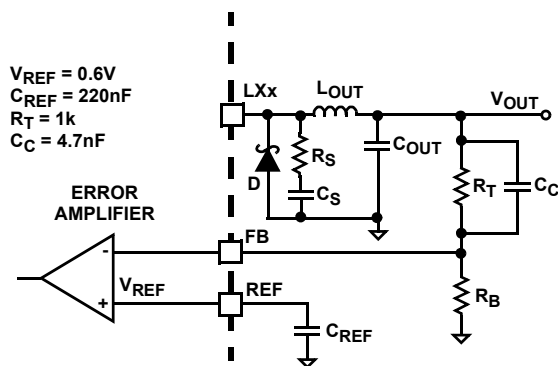 V_REF = 0.6V
C_REF = 220nF
R_T = 1k
C_C = 4.7nF
LXx
L_OUT
V_OUT
R_S
C_OUT
D
C_S
R_T
C_C
ERROR
AMPLIFIER
FB
-
V_REF
REF
+
R_B
C_REF